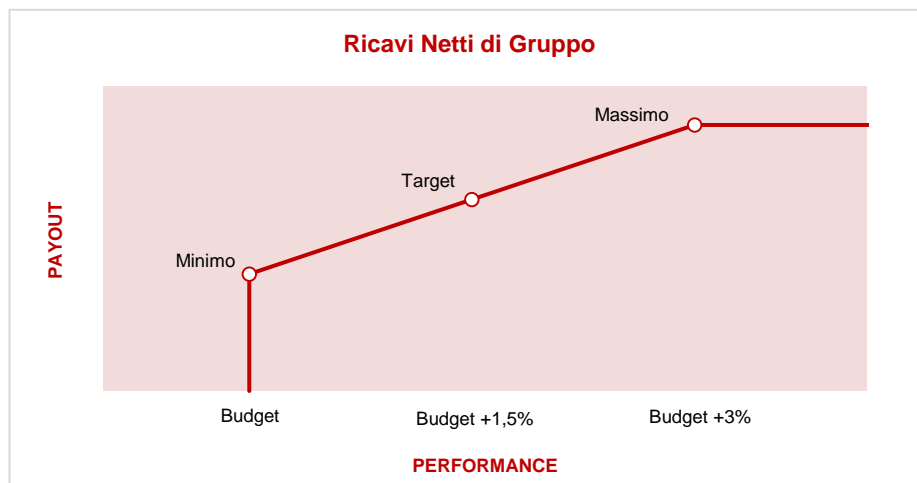 Ricavi Netti di Gruppo
Massimo
Target
Minimo
PAYOUT
Budget
Budget +1,5%
Budget +3%
PERFORMANCE